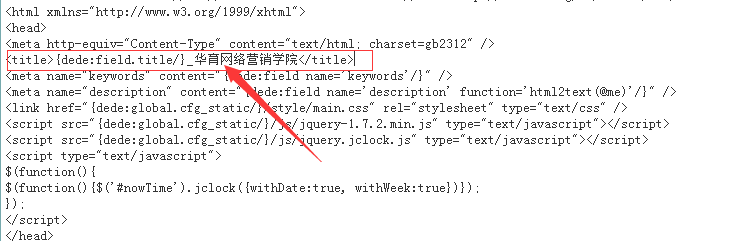 <html xmlns="http://www.w3.org/1999/xhtml">
<head>
<meta http-equiv="Content-Type" content="text/html; charset=gb2312" />
<title>{dede:field.title/}_华育网络营销学院</title>
<meta name="keywords" content="{dede:field name='keywords'/}" />
<meta name="description" content="{dede:field name='description' function='html2text(@me)'/}" />
<link href="{dede:global.cfg_static/}/style/main.css" rel="stylesheet" type="text/css" />
<script src="{dede:global.cfg_static/}/js/jquery-1.7.2.min.js" type="text/javascript"></script>
<script src="{dede:global.cfg_static/}/js/jquery.jclock.js" type="text/javascript"></script>
<script type="text/javascript">
$(function(){
$(function(){$('#nowTime').jclock({withDate:true, withWeek:true})});
});
</script>
</head>